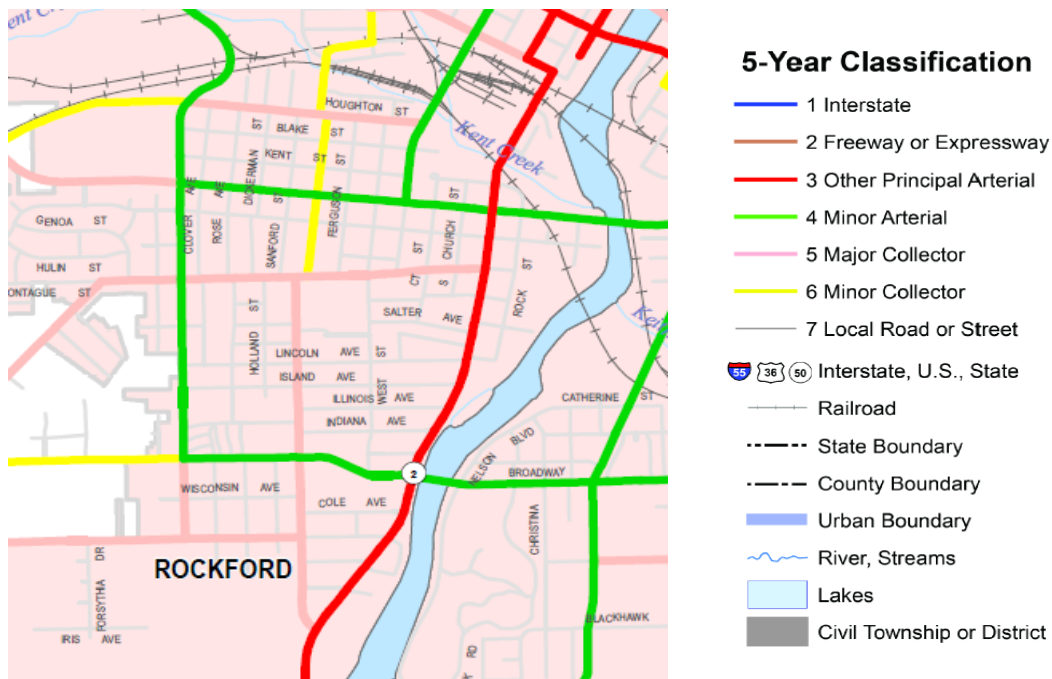 Kent Creek
HOUGHTON ST
BLAKE ST
KENT ST ST
Kent Creek
DICKERMAN ST
CLOVER AVE
ROSE AVE
SANFORD ST
FERGUSON
GENOA ST
HULIN ST
ONTAGUE ST
CHURCH ST
ST
CT
S
ROCK ST
SALTER AVE
Ke
HOLLAND ST
LINCOLN AVE
ISLAND AVE
ILLINOIS AVE
WEST ST
INDIANA AVE
CATHERINE ST
NELSON BLVD
BROADWAY
2
WISCONSIN AVE
COLE AVE
CHRISTINA
ROCKFORD
FORSYTHIA DR
IRIS AVE
BLACKHAWK
K RD
5-Year Classification
1 Interstate
2 Freeway or Expressway
3 Other Principal Arterial
4 Minor Arterial
5 Major Collector
6 Minor Collector
7 Local Road or Street
55 36 50 Interstate, U.S., State
Railroad
State Boundary
County Boundary
Urban Boundary
River, Streams
Lakes
Civil Township or District